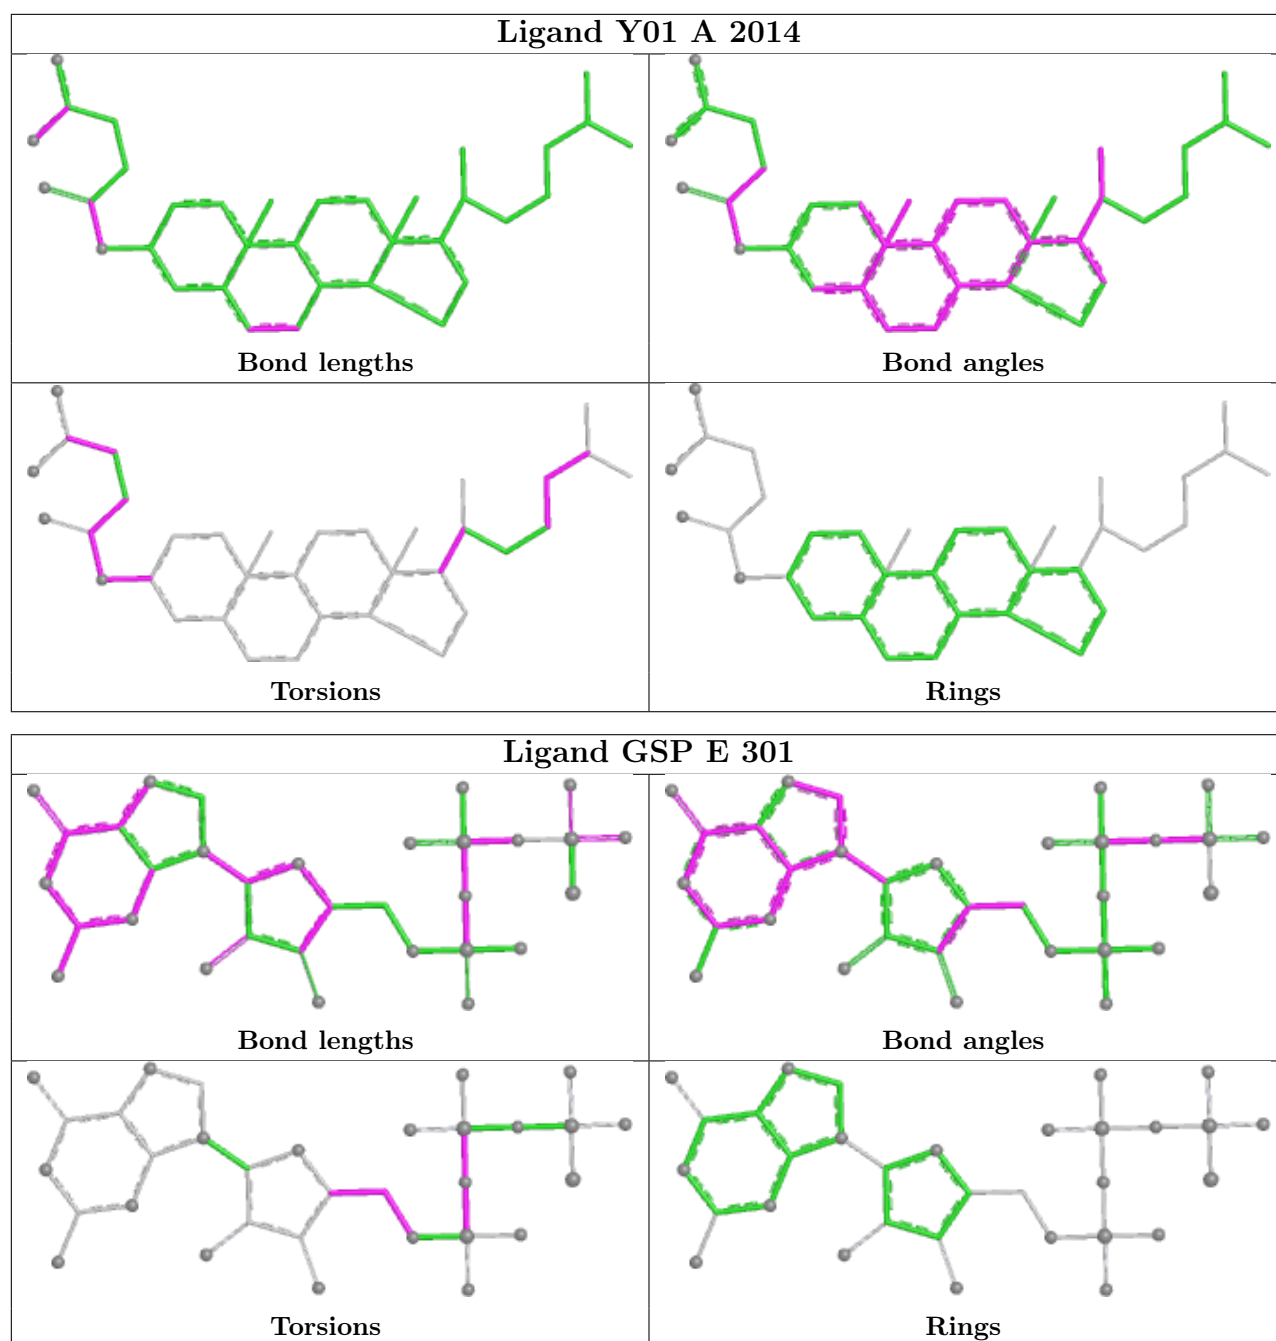 Ligand Y01 A 2014
Bond lengths
Bond angles
Torsions
Rings
Ligand GSP E 301
Bond lengths
Bond angles
Torsions
Rings